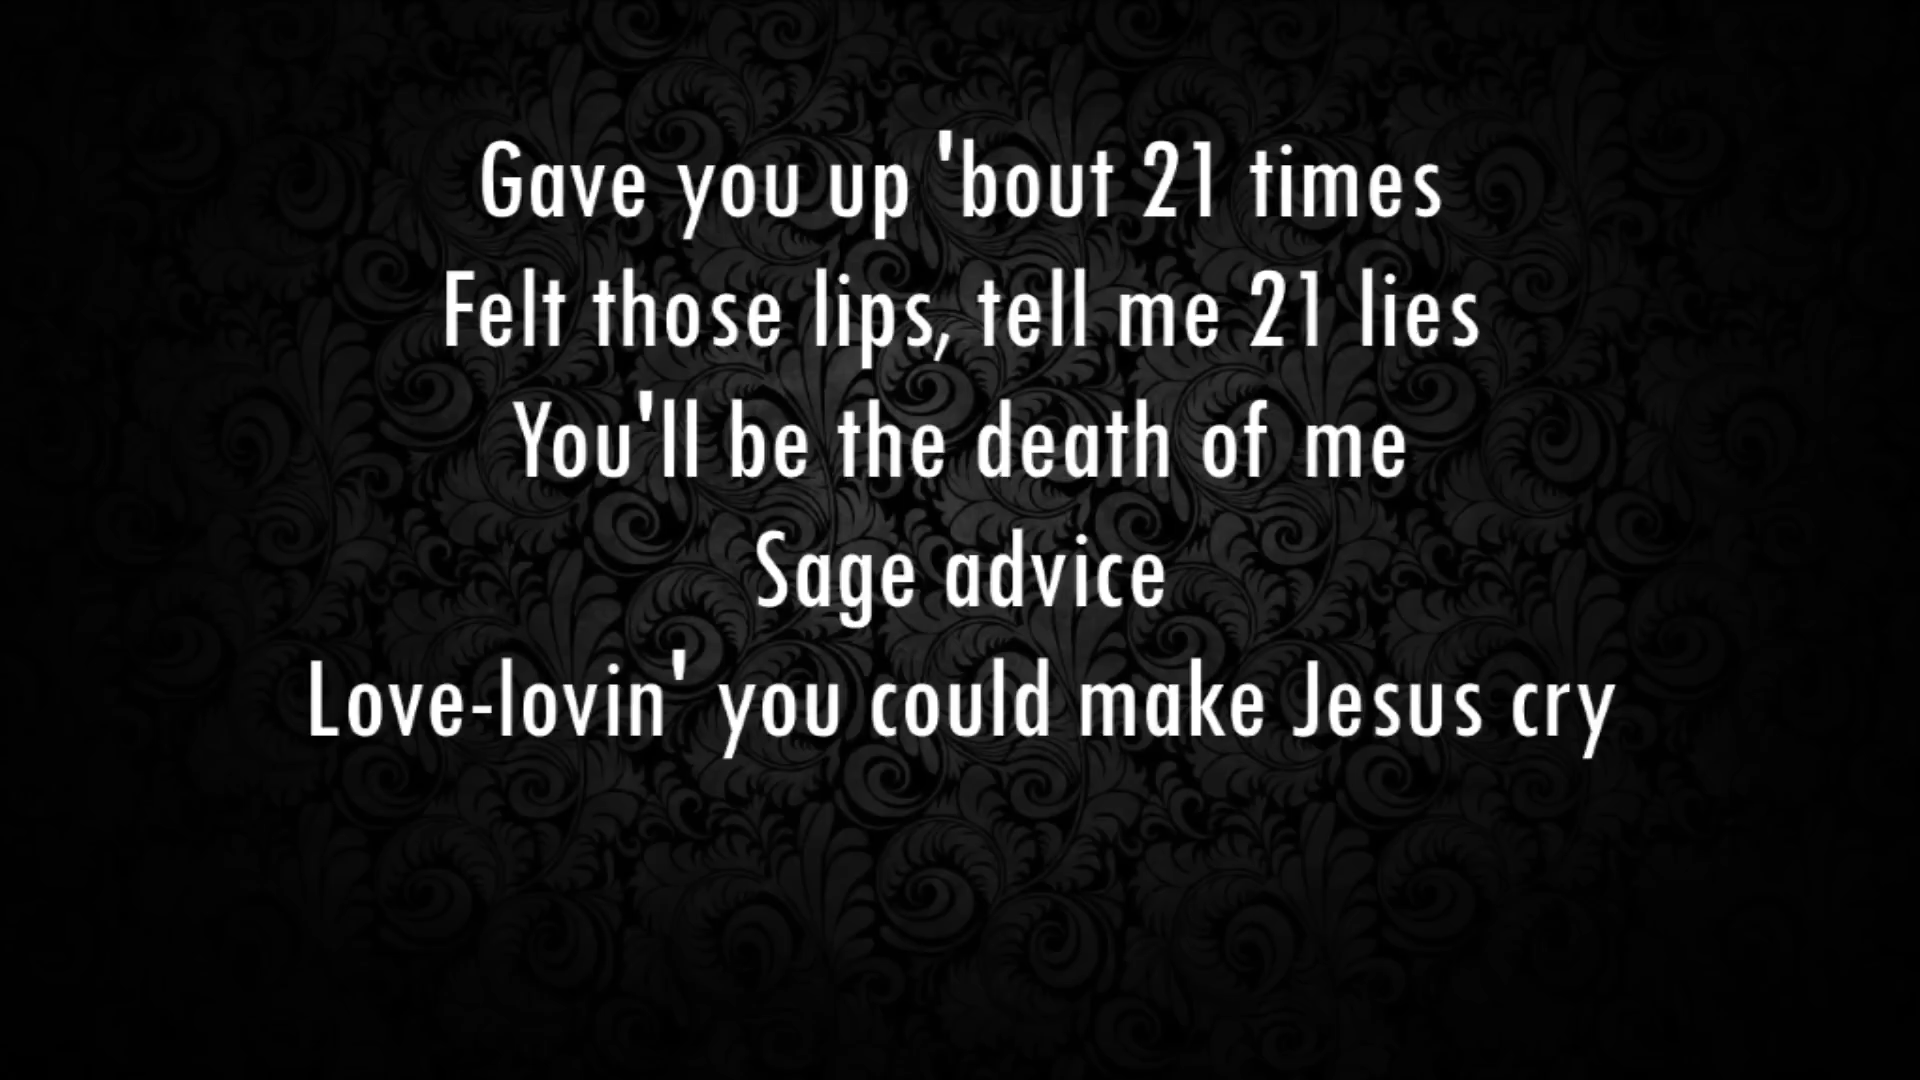 Gave you up 'bout 21 times
Felt those lips, tell me 21 lies
You'll be the death of me
Sage advice
Love-lovin' you could make Jesus cry